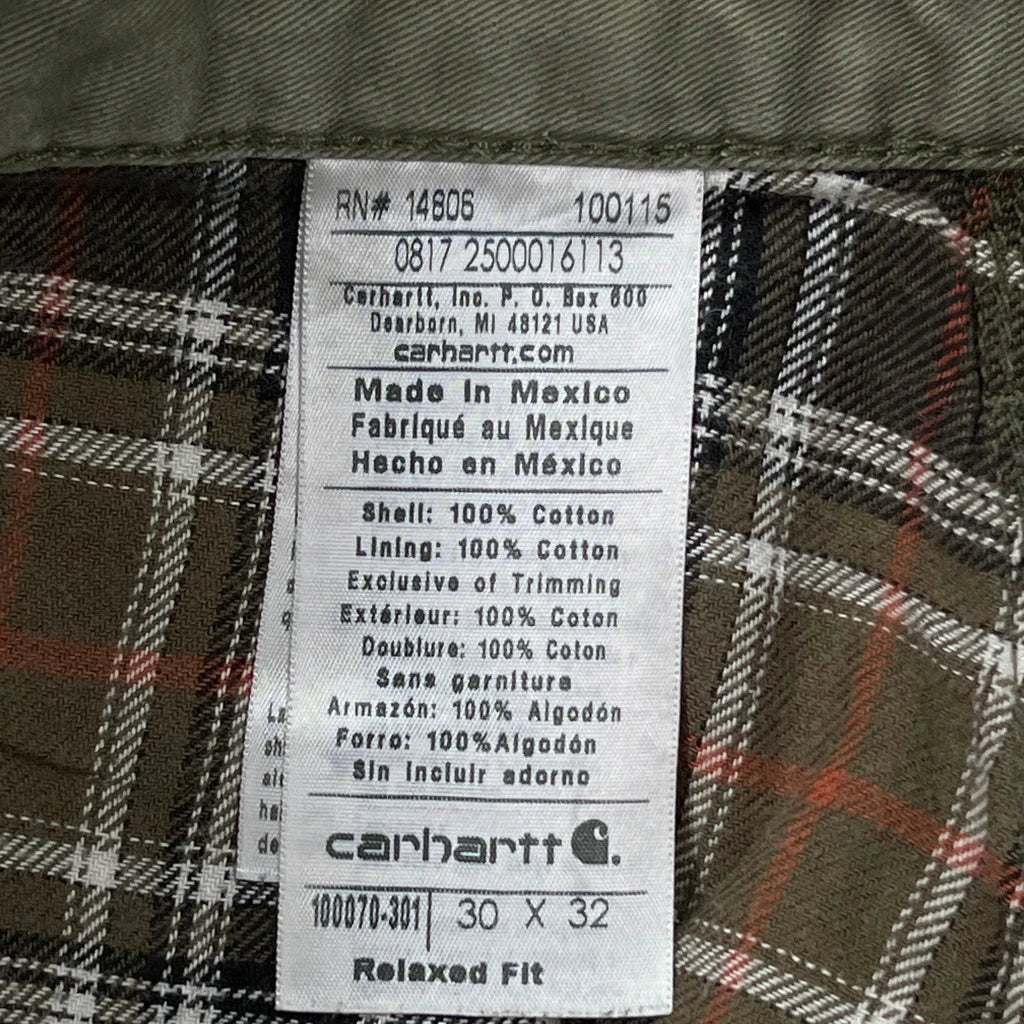 RN# 14806 100115
0817 2500016113
Carhartt, Inc. P. O. Box 600
Dearborn, MI 48121 USA
carhartt.com
Made In Mexico
Fabriqué au Mexique
Hecho en México
Shell: 100% Cotton
Lining: 100% Cotton
Exclusive of Trimming
Extérieur: 100% Coton
Doublure: 100% Coton
Sans garniture
Armazón: 100% Algodón
Forro: 100%Algodón
Sin incluir adorno
carhartt
100070-301 30 X 32
Relaxed Fit